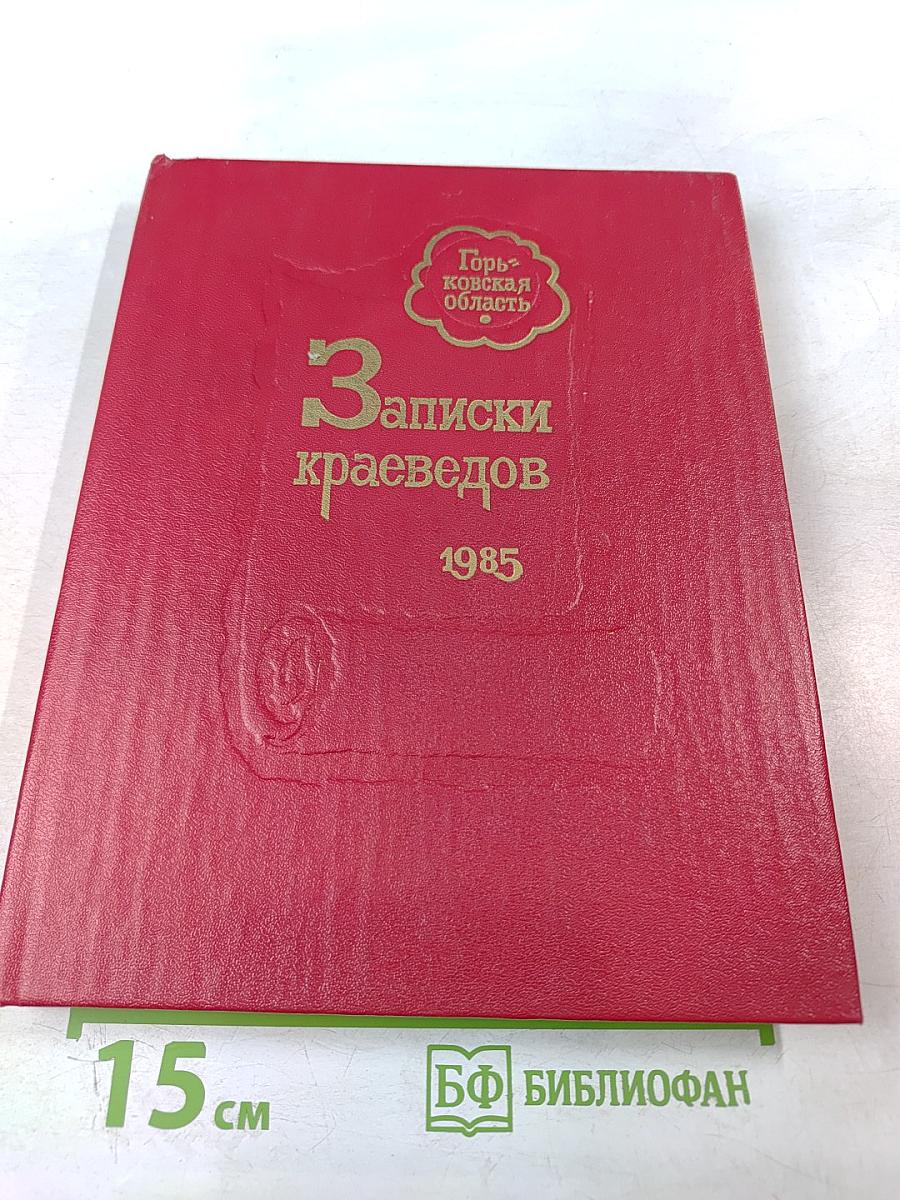 Горь=
ковская
область
Записки
краеведов
1985
15 см
БФ БИБЛИОФАН